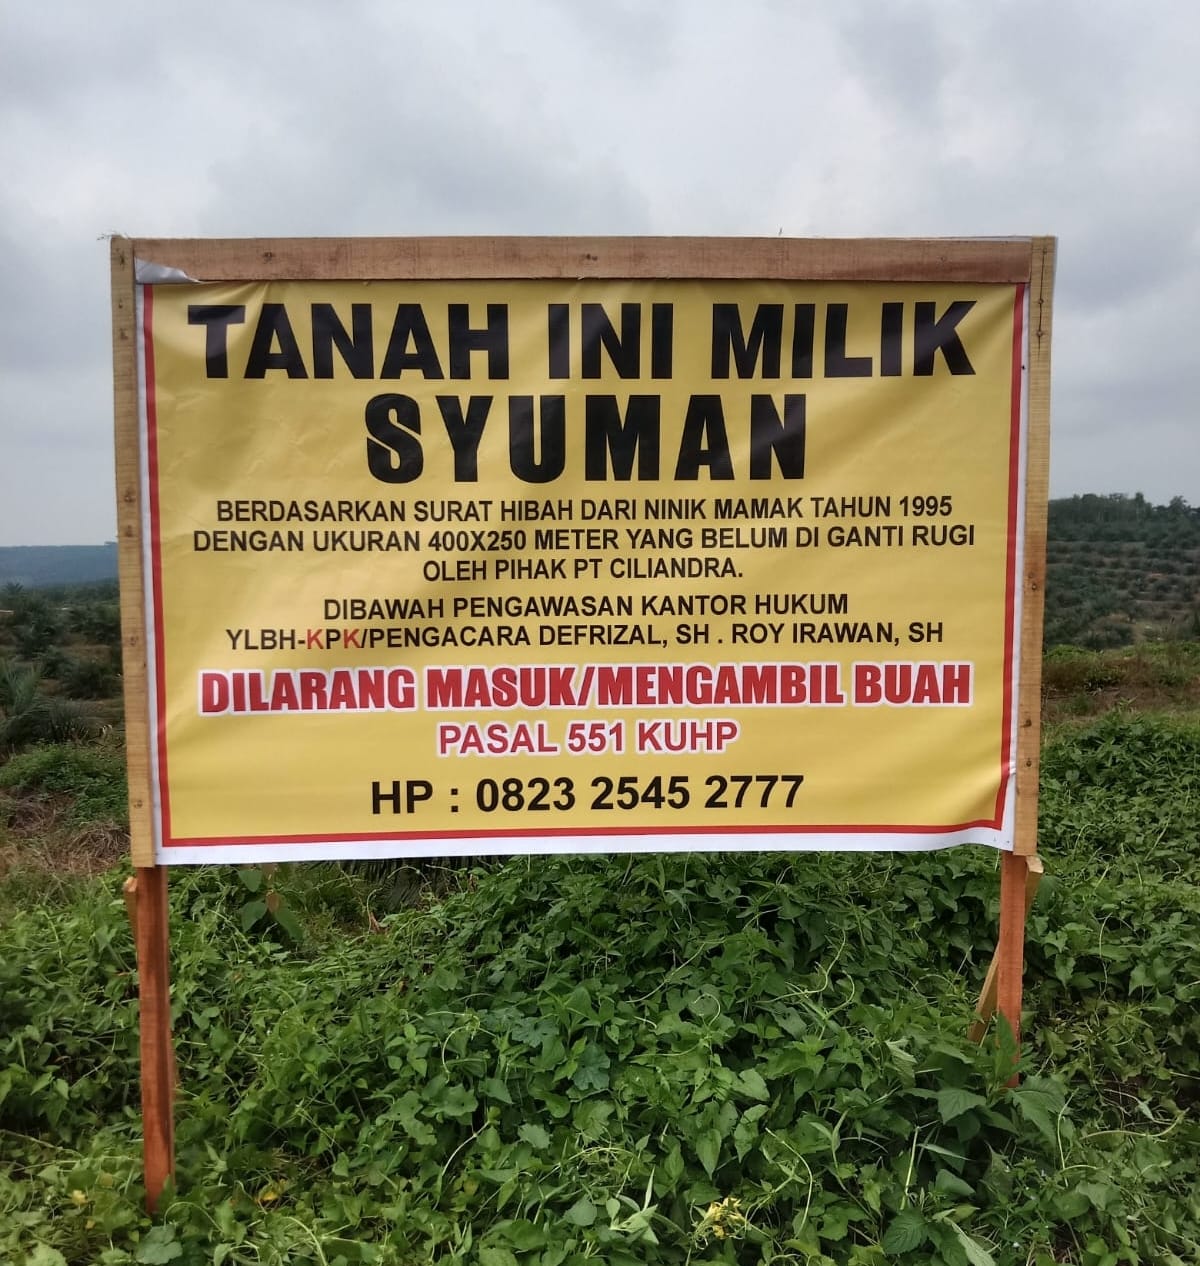 TANAH INI MILIK
SYUMAN
BERDASARKAN SURAT HIBAH DARI NINIK MAMAK TAHUN 1995
DENGAN UKURAN 400X250 METER YANG BELUM DI GANTI RUGI
OLEH PIHAK PT CILIANDRA.
DIBAWAH PENGAWASAN KANTOR HUKUM
YLBH-KPK/PENGACARA DEFRIZAL, SH . ROY IRAWAN, SH
DILARANG MASUK/MENGAMBIL BUAH
PASAL 551 KUHP
HP : 0823 2545 2777